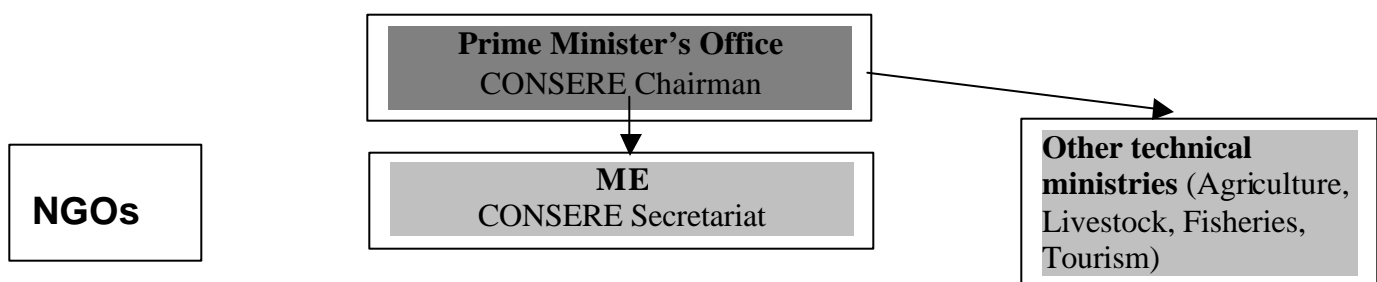 Prime Minister’s Office
CONSERE Chairman
ME
CONSERE Secretariat
NGOs
Other technical
ministries (Agriculture,
Livestock, Fisheries,
Tourism)